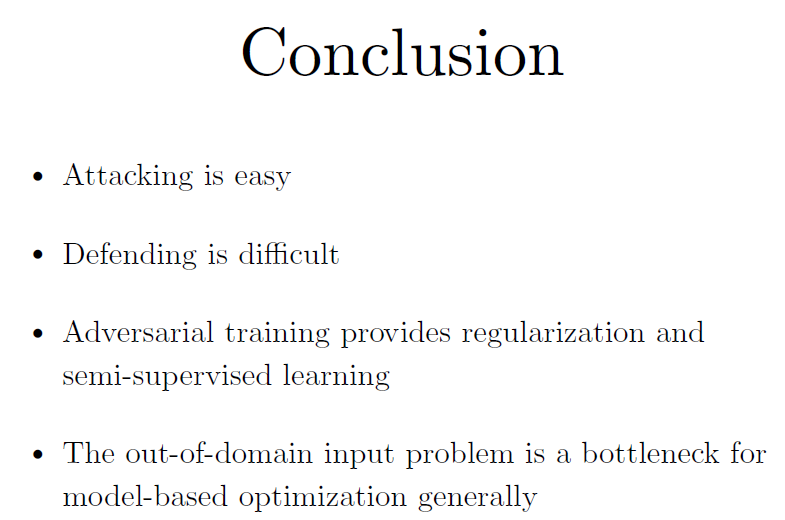 Conclusion
• Attacking is easy
• Defending is difficult
• Adversarial training provides regularization and
semi-supervised learning
• The out-of-domain input problem is a bottleneck for
model-based optimization generally